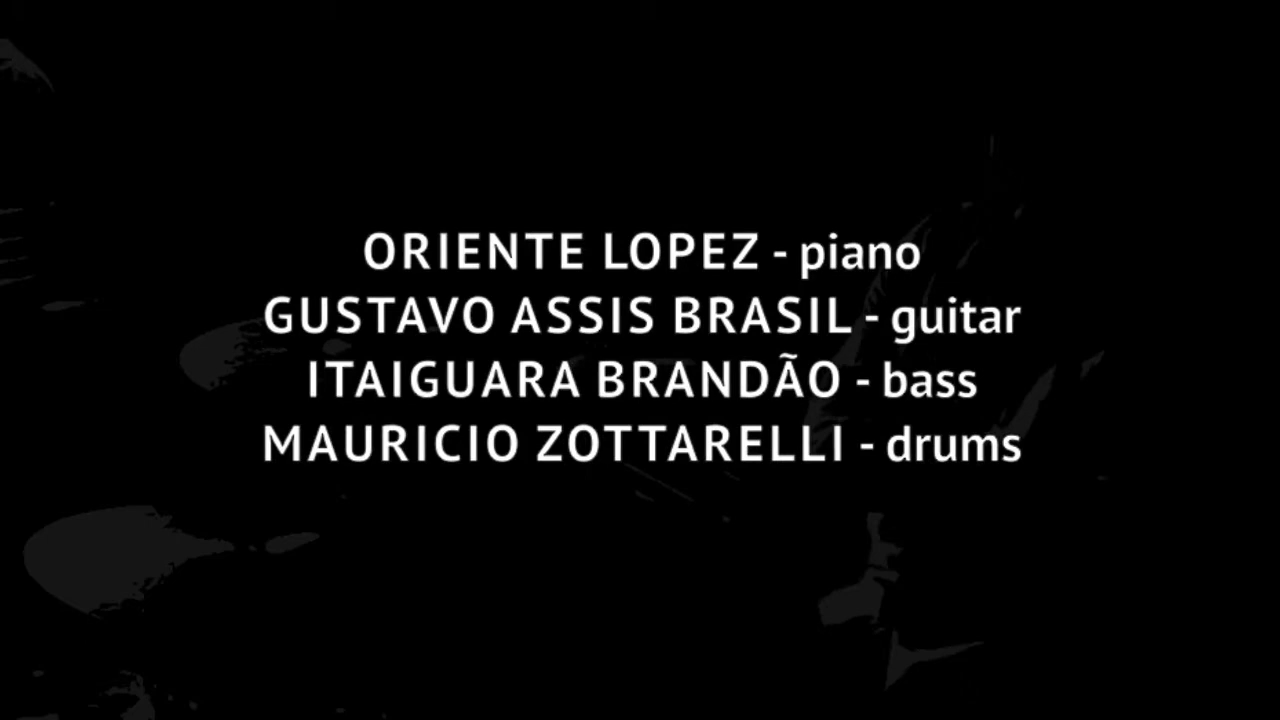 ORIENTE LOPEZ - piano
GUSTAVO ASSIS BRASIL - guitar
ITAIGUARA BRANDÃO - bass
MAURICIO ZOTTARELLI - drums